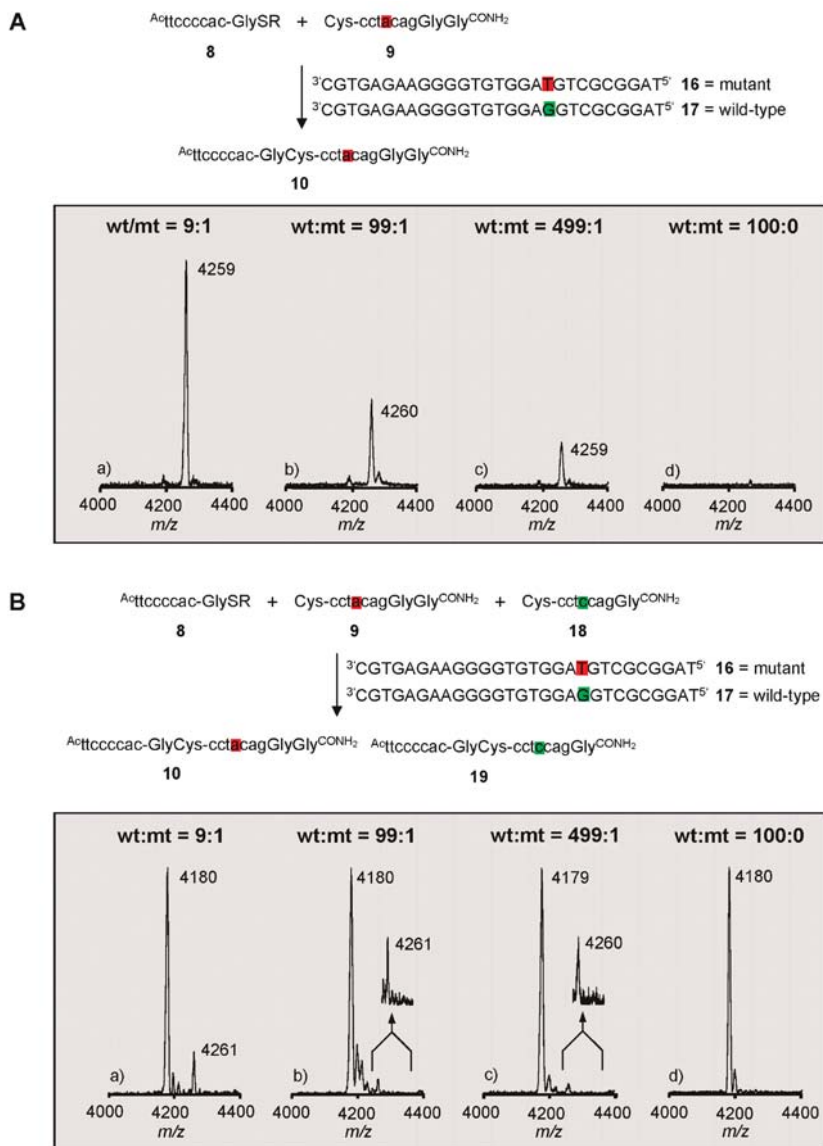 A
Acttccccac-GlySR + Cys-cctacagGlyGlyCONH2
8 9
3'CGTGAGAAGGGGTGTGGATGTCGCGGAT5' 16 = mutant
3'CGTGAGAAGGGGTGTGGAGGTCGCGGAT5' 17 = wild-type
Acttccccac-GlyCys-cctacagGlyGlyCONH2
10
wt/mt = 9:1 wt:mt = 99:1 wt:mt = 499:1 wt:mt = 100:0
4259
4260
4259
a) b) c) d)
4000 4200 4400 4000 4200 4400 4000 4200 4400 4000 4200 4400
m/z m/z m/z m/z
B
Acttccccac-GlySR + Cys-cctacagGlyGlyCONH2 + Cys-cctccagGlyCONH2
8 9 18
3'CGTGAGAAGGGGTGTGGATGTCGCGGAT5' 16 = mutant
3'CGTGAGAAGGGGTGTGGAGGTCGCGGAT5' 17 = wild-type
Acttccccac-GlyCys-cctacagGlyGlyCONH2 Acttccccac-GlyCys-cctccagGlyCONH2
10 19
wt:mt = 9:1 wt:mt = 99:1 wt:mt = 499:1 wt:mt = 100:0
4180 4180 4179 4180
4261 4260
4261
a) b) c) d)
4000 4200 4400 4000 4200 4400 4000 4200 4400 4000 4200 4400
m/z m/z m/z m/z